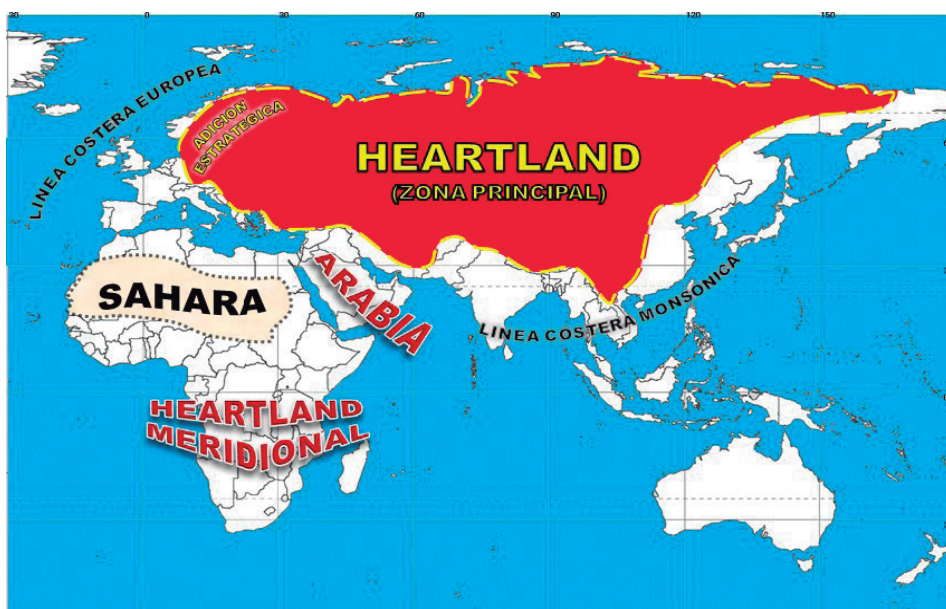 30 0 30 60 90 120 150
LINEA COSTERA EUROPEA
ADICION
ESTRATEGICA
HEARTLAND
(ZONA PRINCIPAL)
SAHARA
ARABIA
LINEA COSTERA MONSÓNICA
HEARTLAND
MERIDIONAL